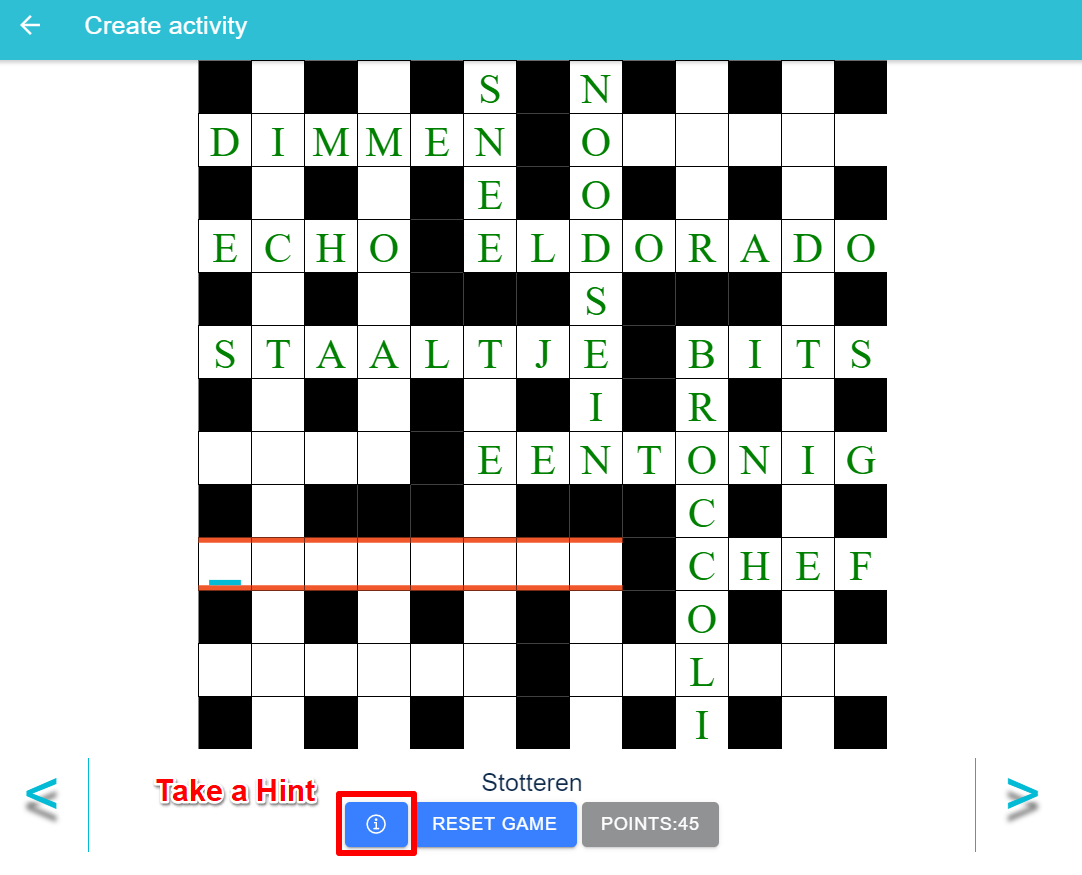 Create activity
S N
D I M M E N O
E O
E C H O E L D O R A D O
S
S T A A L T J E B I T S
I R
E E N T O N I G
C
C H E F
O
L
I
Stotteren
< Take a Hint >
RESET GAME POINTS:45